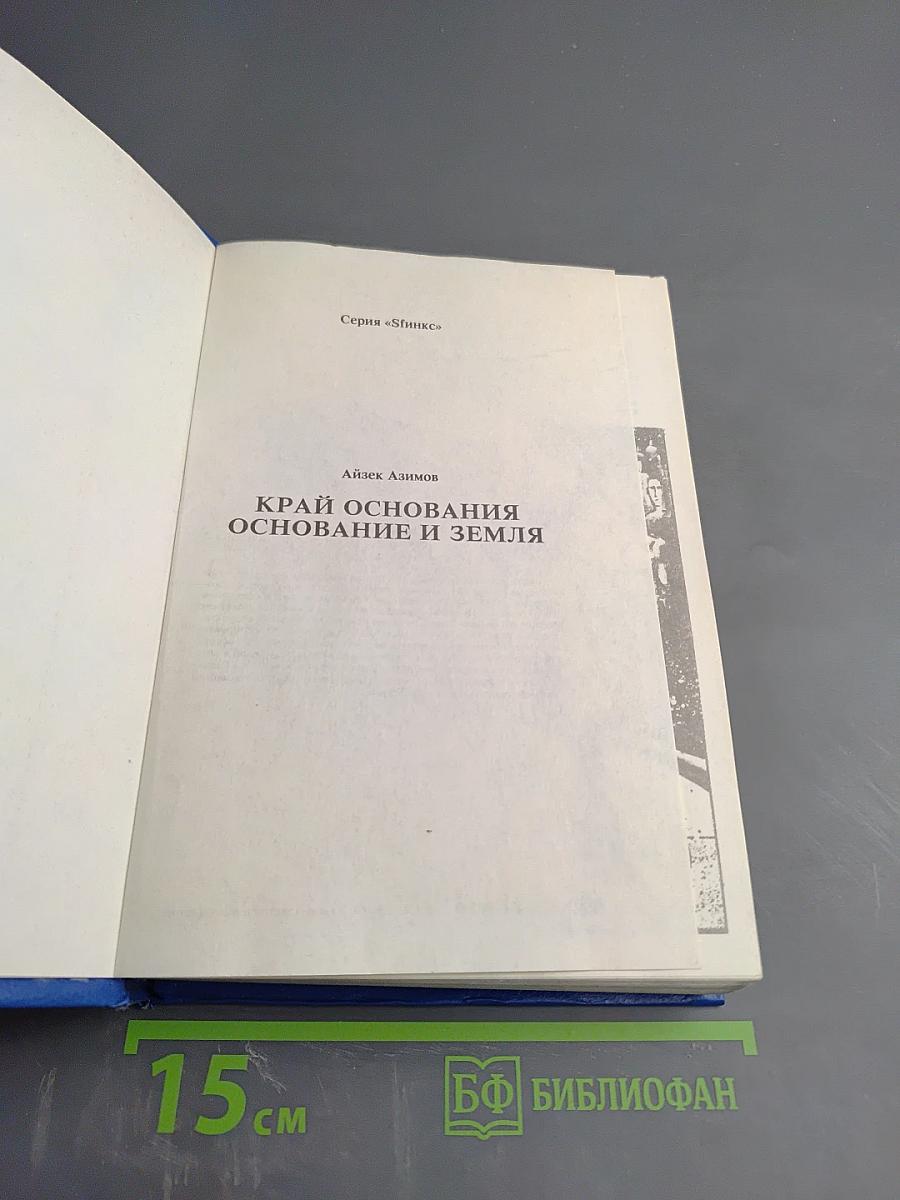 Серия «Sfинкс»
Айзек Азимов
КРАЙ ОСНОВАНИЯ
ОСНОВАНИЕ И ЗЕМЛЯ
15 см
БФ БИБЛИОФАН